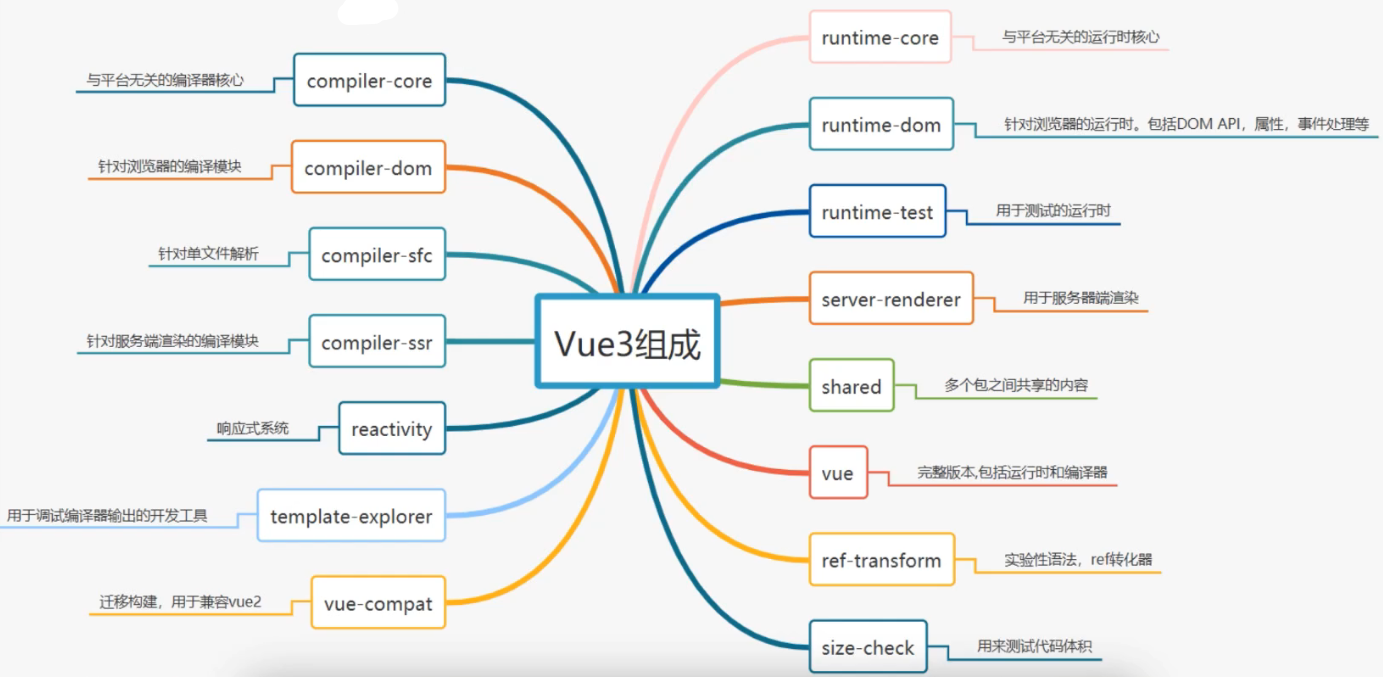 Vue3组成
compiler-core
与平台无关的编译器核心
compiler-dom
针对浏览器的编译模块
compiler-sfc
针对单文件解析
compiler-ssr
针对服务端渲染的编译模块
reactivity
响应式系统
template-explorer
用于调试编译器输出的开发工具
vue-compat
迁移构建，用于兼容vue2
runtime-core
与平台无关的运行时核心
runtime-dom
针对浏览器的运行时。包括DOM API，属性，事件处理等
runtime-test
用于测试的运行时
server-renderer
用于服务器端渲染
shared
多个包之间共享的内容
vue
完整版本,包括运行时和编译器
ref-transform
实验性语法，ref转化器
size-check
用来测试代码体积